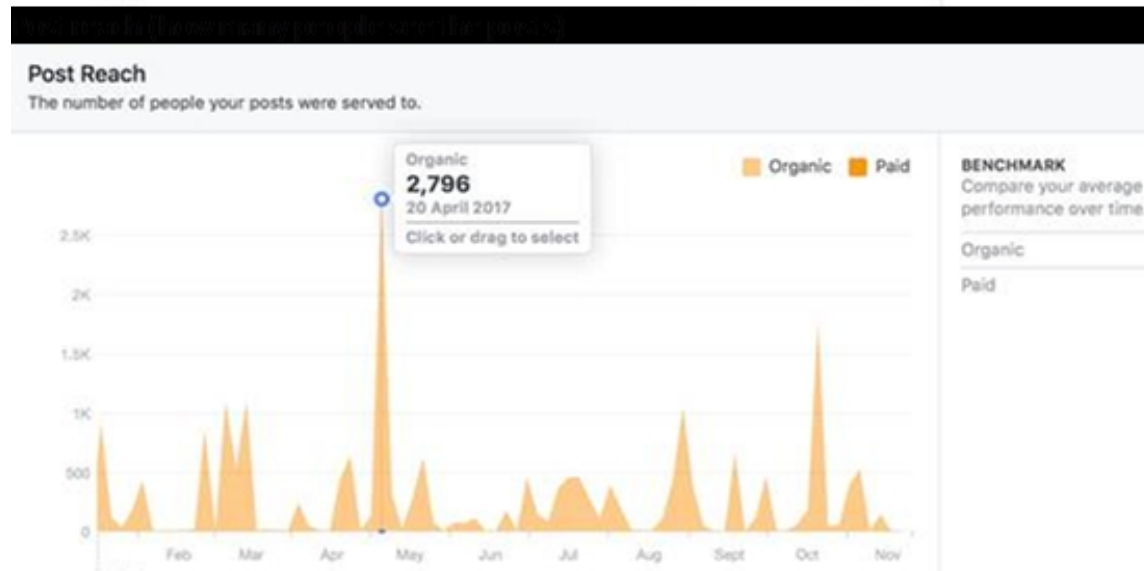 Post Reach
The number of people your posts were served to.
Organic
2,796
20 April 2017
Click or drag to select
Organic Paid
BENCHMARK
Compare your average
performance over time
Organic
Paid
2.5K
2K
1.5K
1K
500
0
Feb Mar Apr May Jun Jul Aug Sept Oct Nov